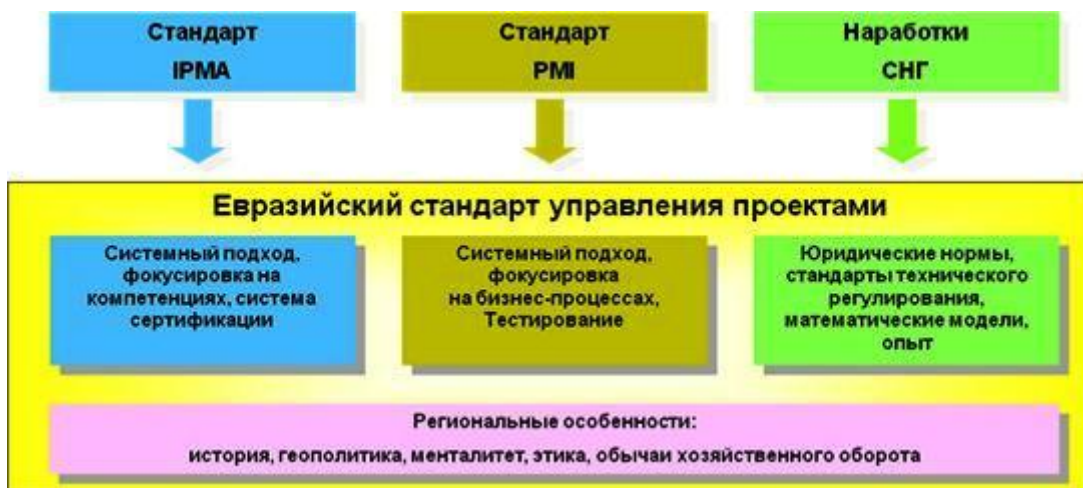 Стандарт
IPMA
Стандарт
PMI
Наработки
СНГ
Евразийский стандарт управления проектами
Системный подход,
фокусировка на
компетенциях, система
сертификации
Системный подход,
фокусировка
на бизнес-процессах,
Тестирование
Юридические нормы,
стандарты технического
регулирования,
математические модели,
опыт
Региональные особенности:
история, геополитика, менталитет, этика, обычаи хозяйственного оборота